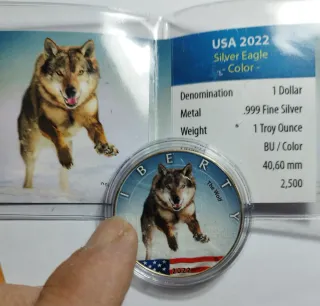 USA 2022
Silver Eagle
- Color -
Denomination 1 Dollar
Metal .999 Fine Silver
Weight 1 Troy Ounce
BU / Color
40,60 mm
2,500
LIBERTY
The Wolf
2022